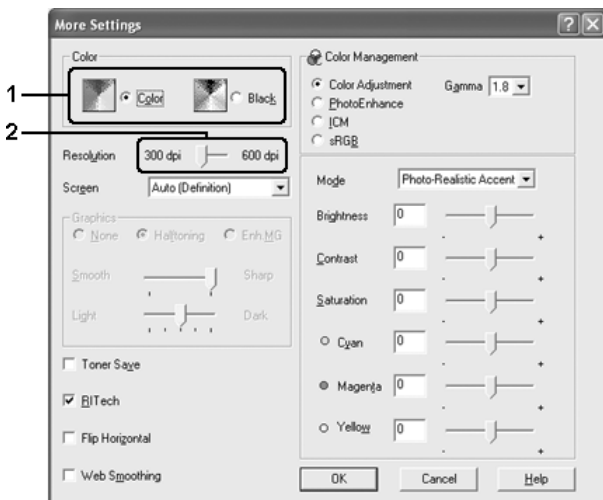 More Settings
Color
1
Color
Black
2
Resolution 300 dpi 600 dpi
Screen Auto (Definition)
Graphics
None Halftoning Enh.MG
Smooth Sharp
Light Dark
Toner Save
RITech
Flip Horizontal
Web Smoothing
Color Management
Color Adjustment Gamma 1.8
PhotoEnhance
ICM
sRGB
Mode Photo-Realistic Accent
Brightness 0
- +
Contrast 0
- +
Saturation 0
- +
Cyan 0
- +
Magenta 0
- +
Yellow 0
- +
OK Cancel Help